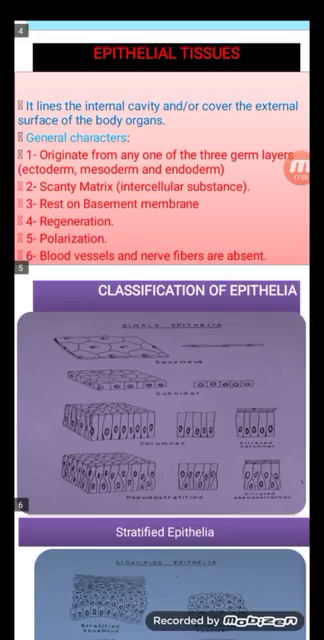 4
EPITHELIAL TISSUES
It lines the internal cavity and/or cover the external
surface of the body organs.
General characters:
1- Originate from any one of the three germ layers
(ectoderm, mesoderm and endoderm)
2- Scanty Matrix (intercellular substance).
3- Rest on Basement membrane
4- Regeneration.
5- Polarization.
6- Blood vessels and nerve fibers are absent.
5
CLASSIFICATION OF EPITHELIA
SIMPLE EPITHELIA
Squamous
Cuboidal
Columnar
Ciliated
columnar
Pseudostratified
Ciliated
pseudostratified
6
Stratified Epithelia
STRATIFIED EPITHELIA
Stratified
squamous
Recorded by mobizen